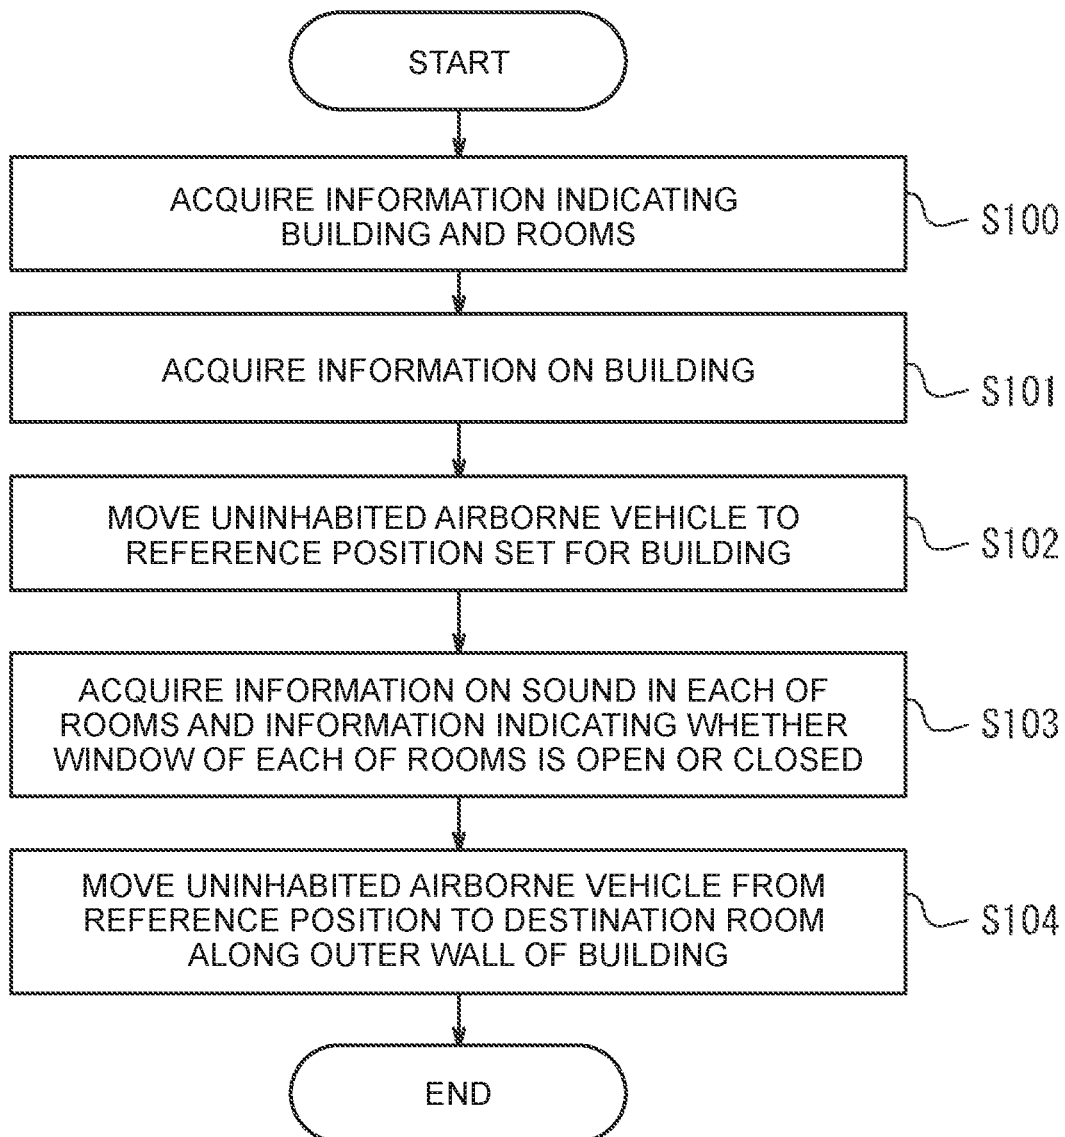 START
ACQUIRE INFORMATION INDICATING
BUILDING AND ROOMS
S100
ACQUIRE INFORMATION ON BUILDING
S101
MOVE UNINHABITED AIRBORNE VEHICLE TO
REFERENCE POSITION SET FOR BUILDING
S102
ACQUIRE INFORMATION ON SOUND IN EACH OF
ROOMS AND INFORMATION INDICATING WHETHER
WINDOW OF EACH OF ROOMS IS OPEN OR CLOSED
S103
MOVE UNINHABITED AIRBORNE VEHICLE FROM
REFERENCE POSITION TO DESTINATION ROOM
ALONG OUTER WALL OF BUILDING
S104
END